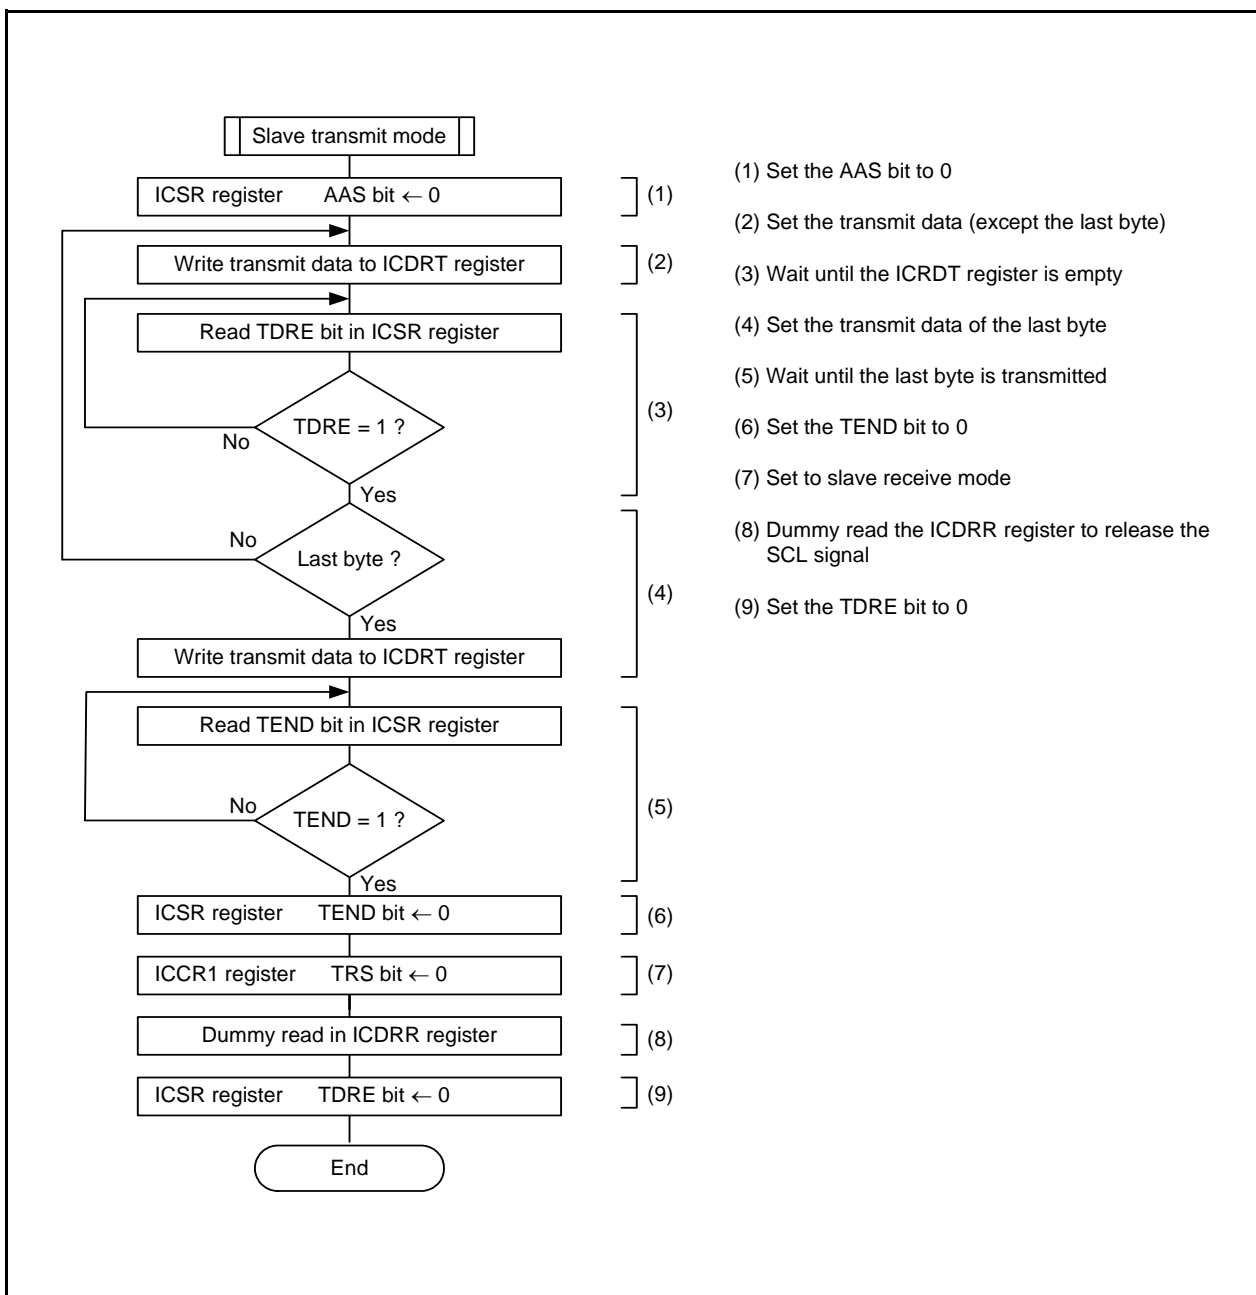 Slave transmit mode
ICSR register AAS bit ← 0
(1)
Write transmit data to ICDRT register
(2)
Read TDRE bit in ICSR register
TDRE = 1 ?
No
(3)
Yes
No
Last byte ?
(4)
Yes
Write transmit data to ICDRT register
Read TEND bit in ICSR register
No
TEND = 1 ?
(5)
Yes
ICSR register TEND bit ← 0
(6)
ICCR1 register TRS bit ← 0
(7)
Dummy read in ICDRR register
(8)
ICSR register TDRE bit ← 0
(9)
End
(1) Set the AAS bit to 0
(2) Set the transmit data (except the last byte)
(3) Wait until the ICRDT register is empty
(4) Set the transmit data of the last byte
(5) Wait until the last byte is transmitted
(6) Set the TEND bit to 0
(7) Set to slave receive mode
(8) Dummy read the ICDRR register to release the
SCL signal
(9) Set the TDRE bit to 0